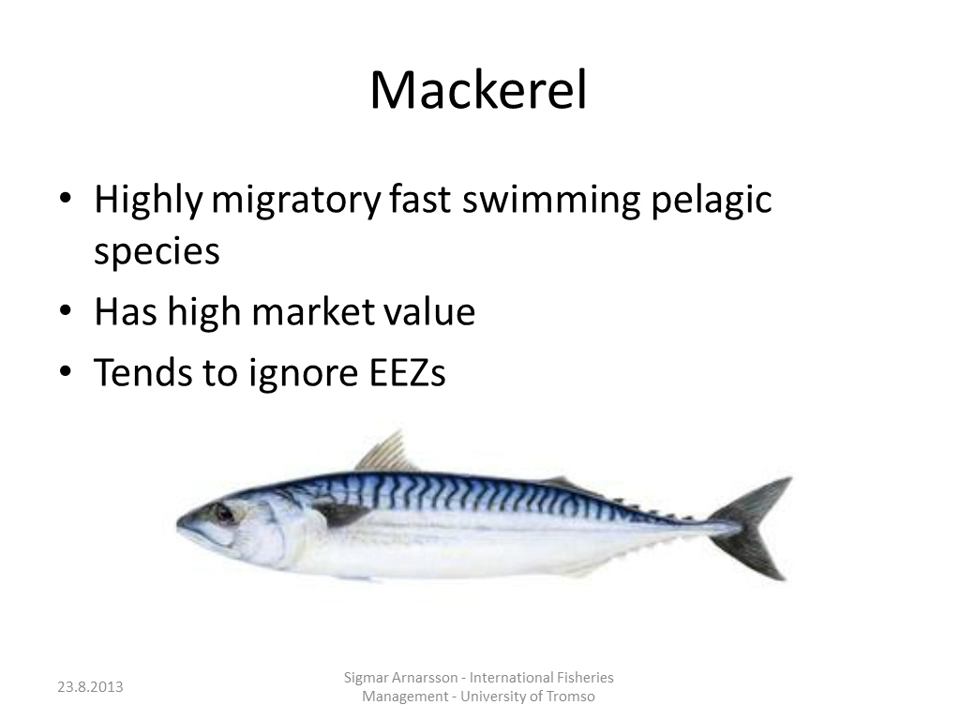 Mackerel
• Highly migratory fast swimming pelagic
species
• Has high market value
• Tends to ignore EEZs
23.8.2013
Sigmar Arnarsson - International Fisheries
Management - University of Tromso